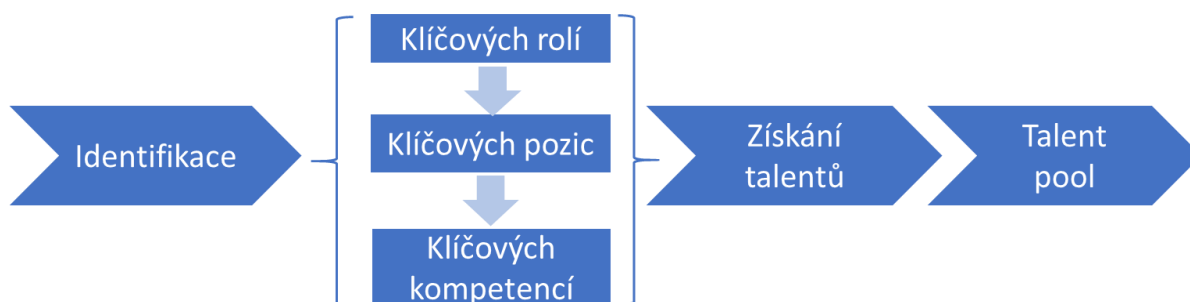 Identifikace
Klíčových rolí
Klíčových pozic
Klíčových
kompetencí
Získání
talentů
Talent
pool